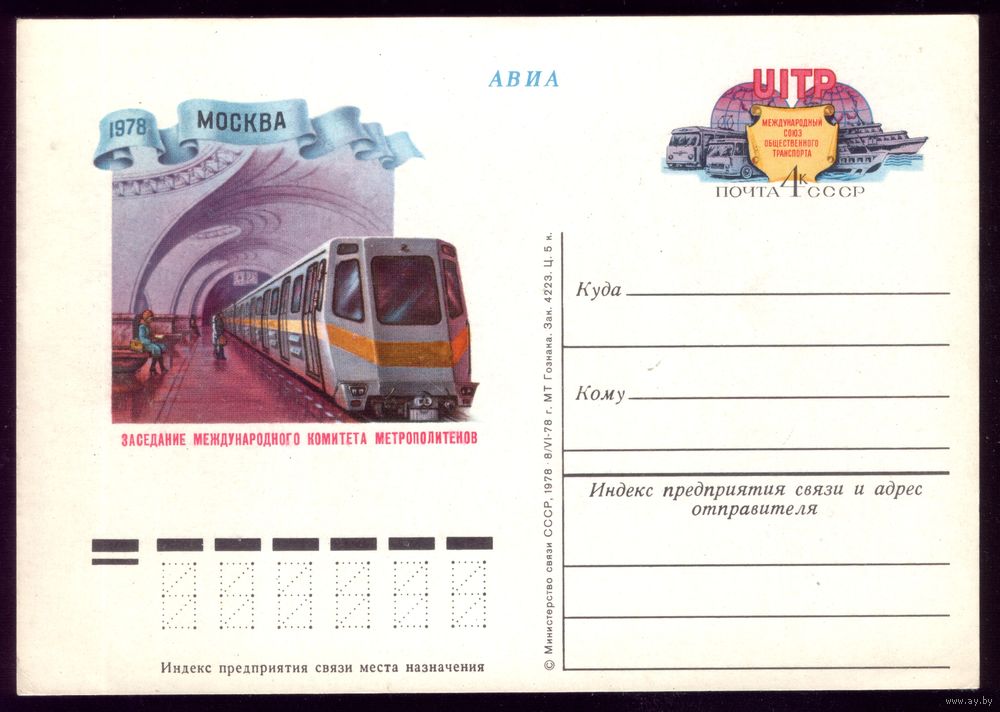 АВИА
1978 МОСКВА
UITP
МЕЖДУНАРОДНЫЙ
СОЮЗ
ОБЩЕСТВЕННОГО
ТРАНСПОРТА
ПОЧТА 4К СССР
ЗАСЕДАНИЕ МЕЖДУНАРОДНОГО КОМИТЕТА МЕТРОПОЛИТЕНОВ
Индекс предприятия связи места назначения
© Министерство связи СССР, 1978 · 8/VI-78 г. МТ Гознака. Зак. 4223. Ц. 5 к.
Куда
Кому
Индекс предприятия связи и адрес
отправителя
www.ay.by